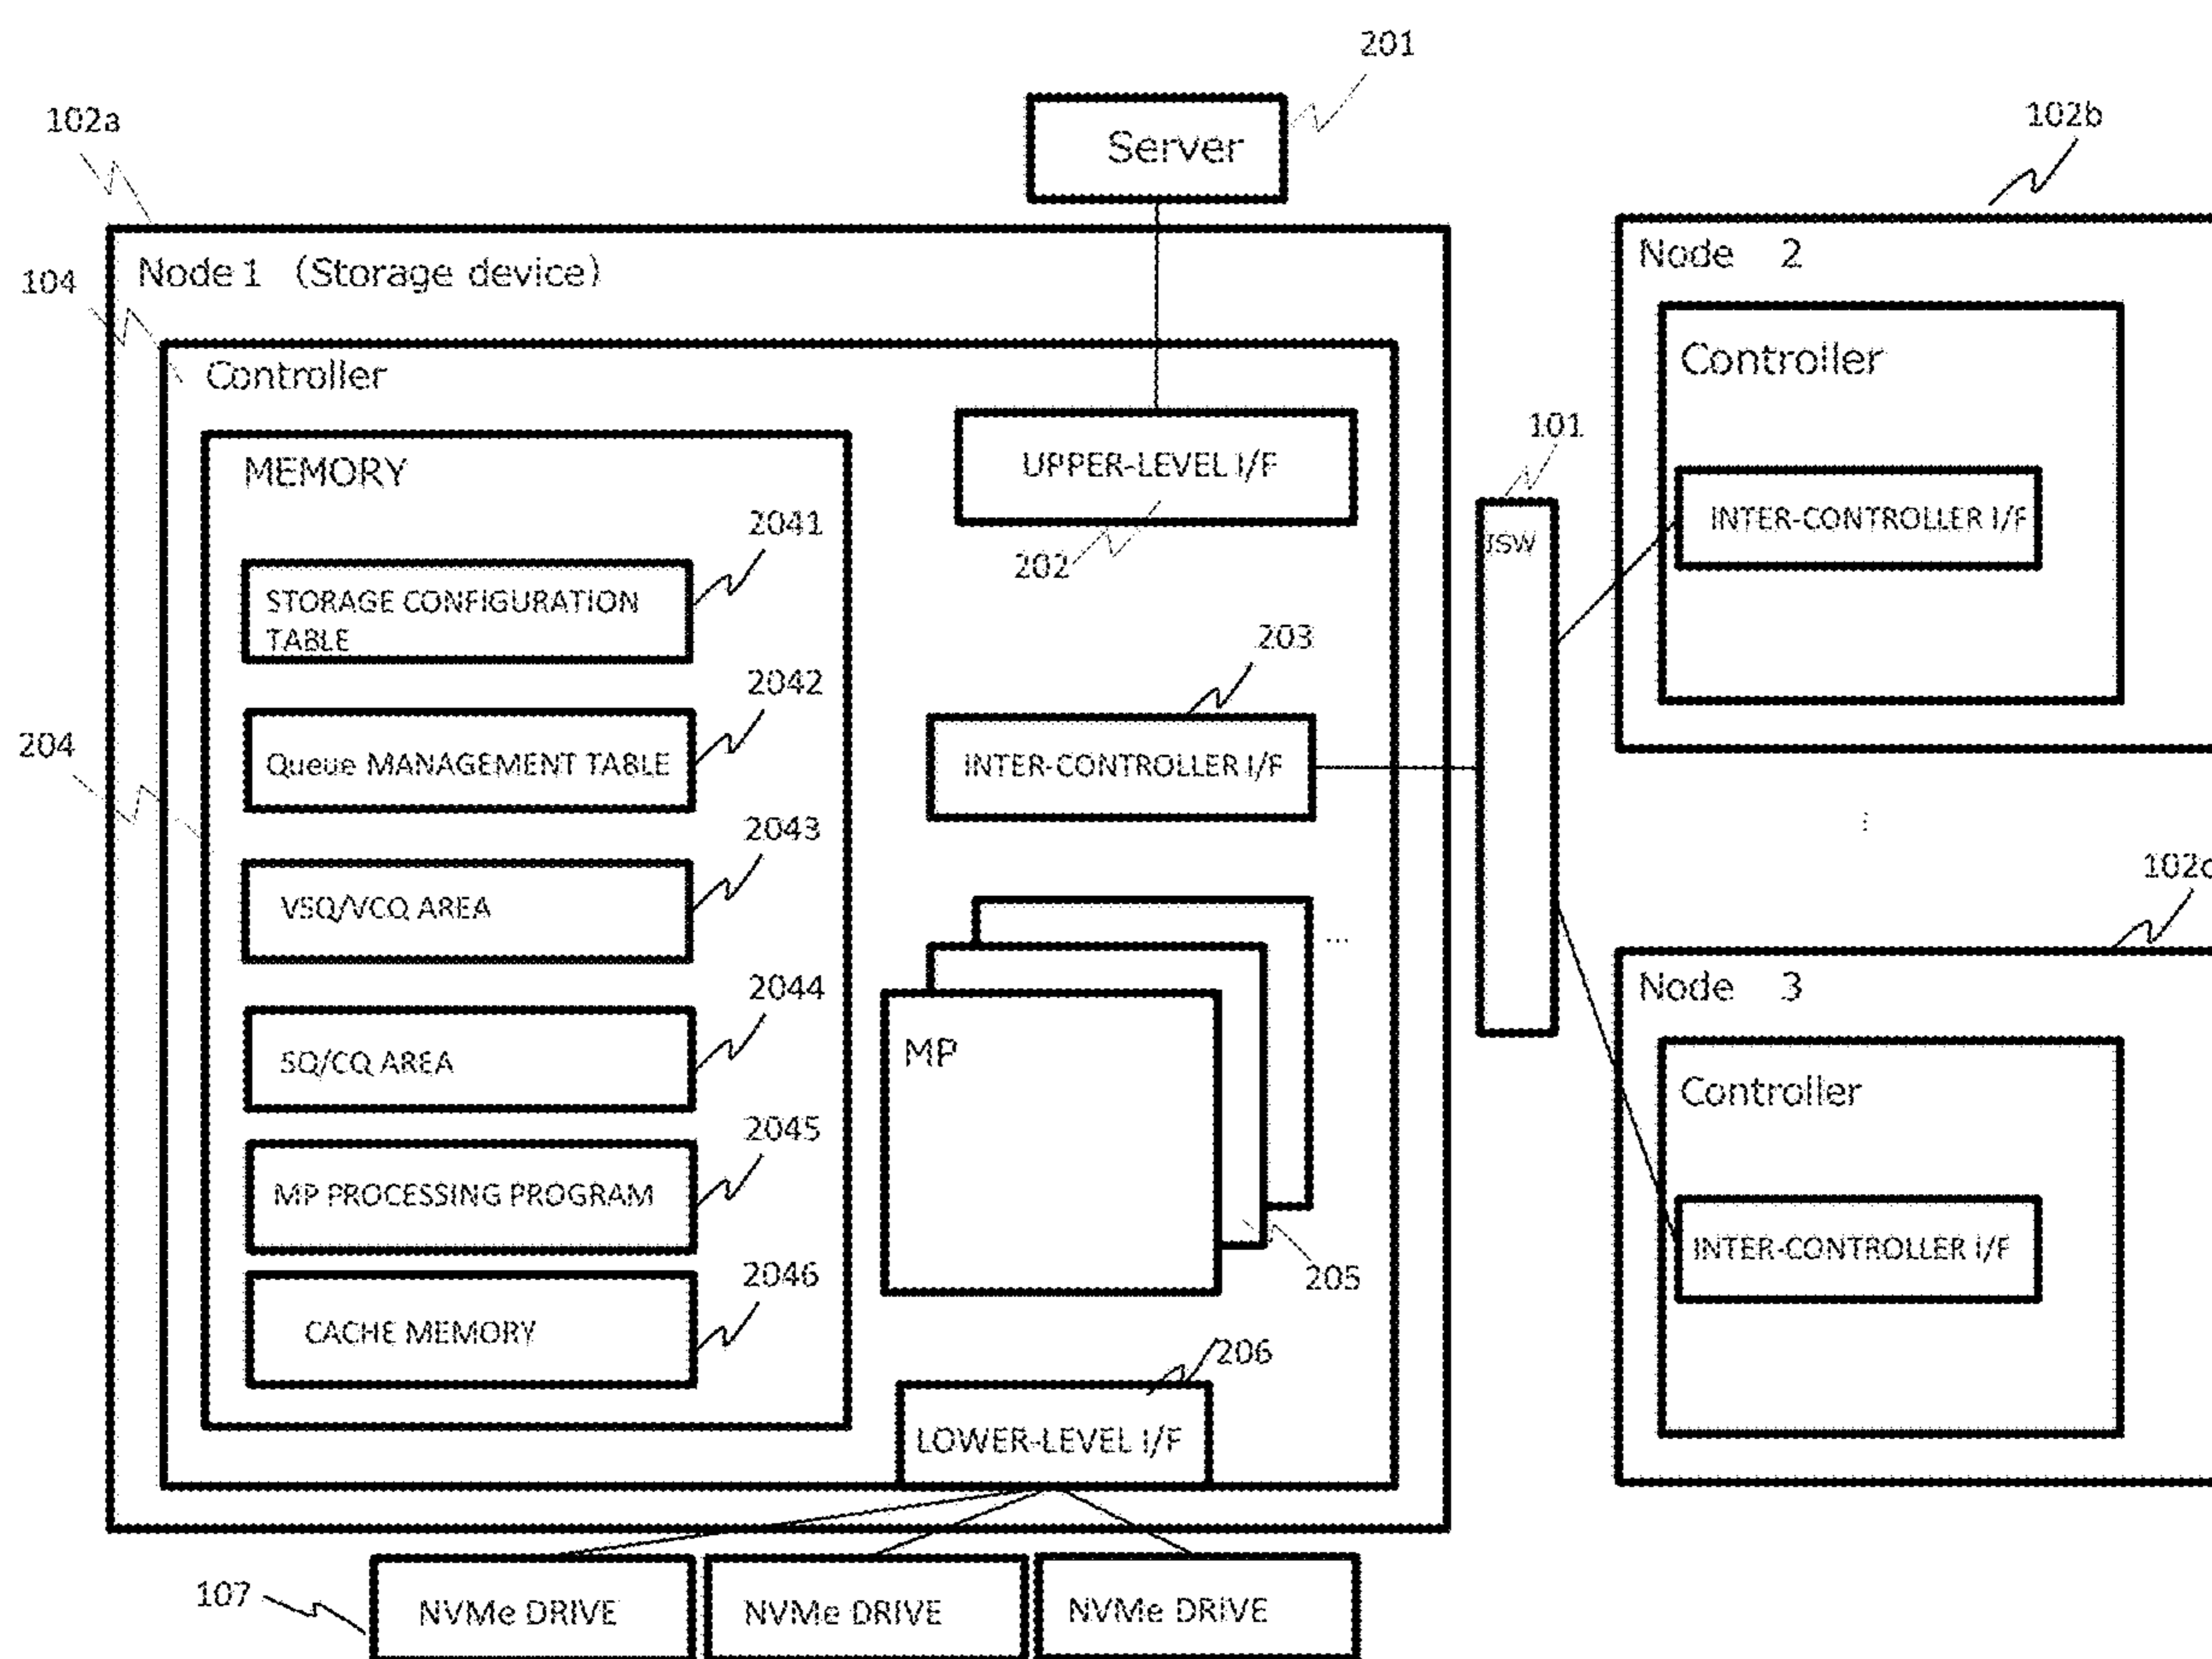 201
102a
102b
Server
Node 1 (Storage device)
Node 2
104
Controller
Controller
101
MEMORY
UPPER-LEVEL I/F
2041
INTER-CONTROLLER I/F
202
STORAGE CONFIGURATION
TABLE
203
2042
204
Queue MANAGEMENT TABLE
INTER-CONTROLLER I/F
2043
...
102c
VSQ/VCQ AREA
...
2044
Node 3
MP
SQ/CQ AREA
Controller
2045
MP PROCESSING PROGRAM
INTER-CONTROLLER I/F
2046
205
CACHE MEMORY
206
LOWER-LEVEL I/F
107
NVMe DRIVE
NVMe DRIVE
NVMe DRIVE